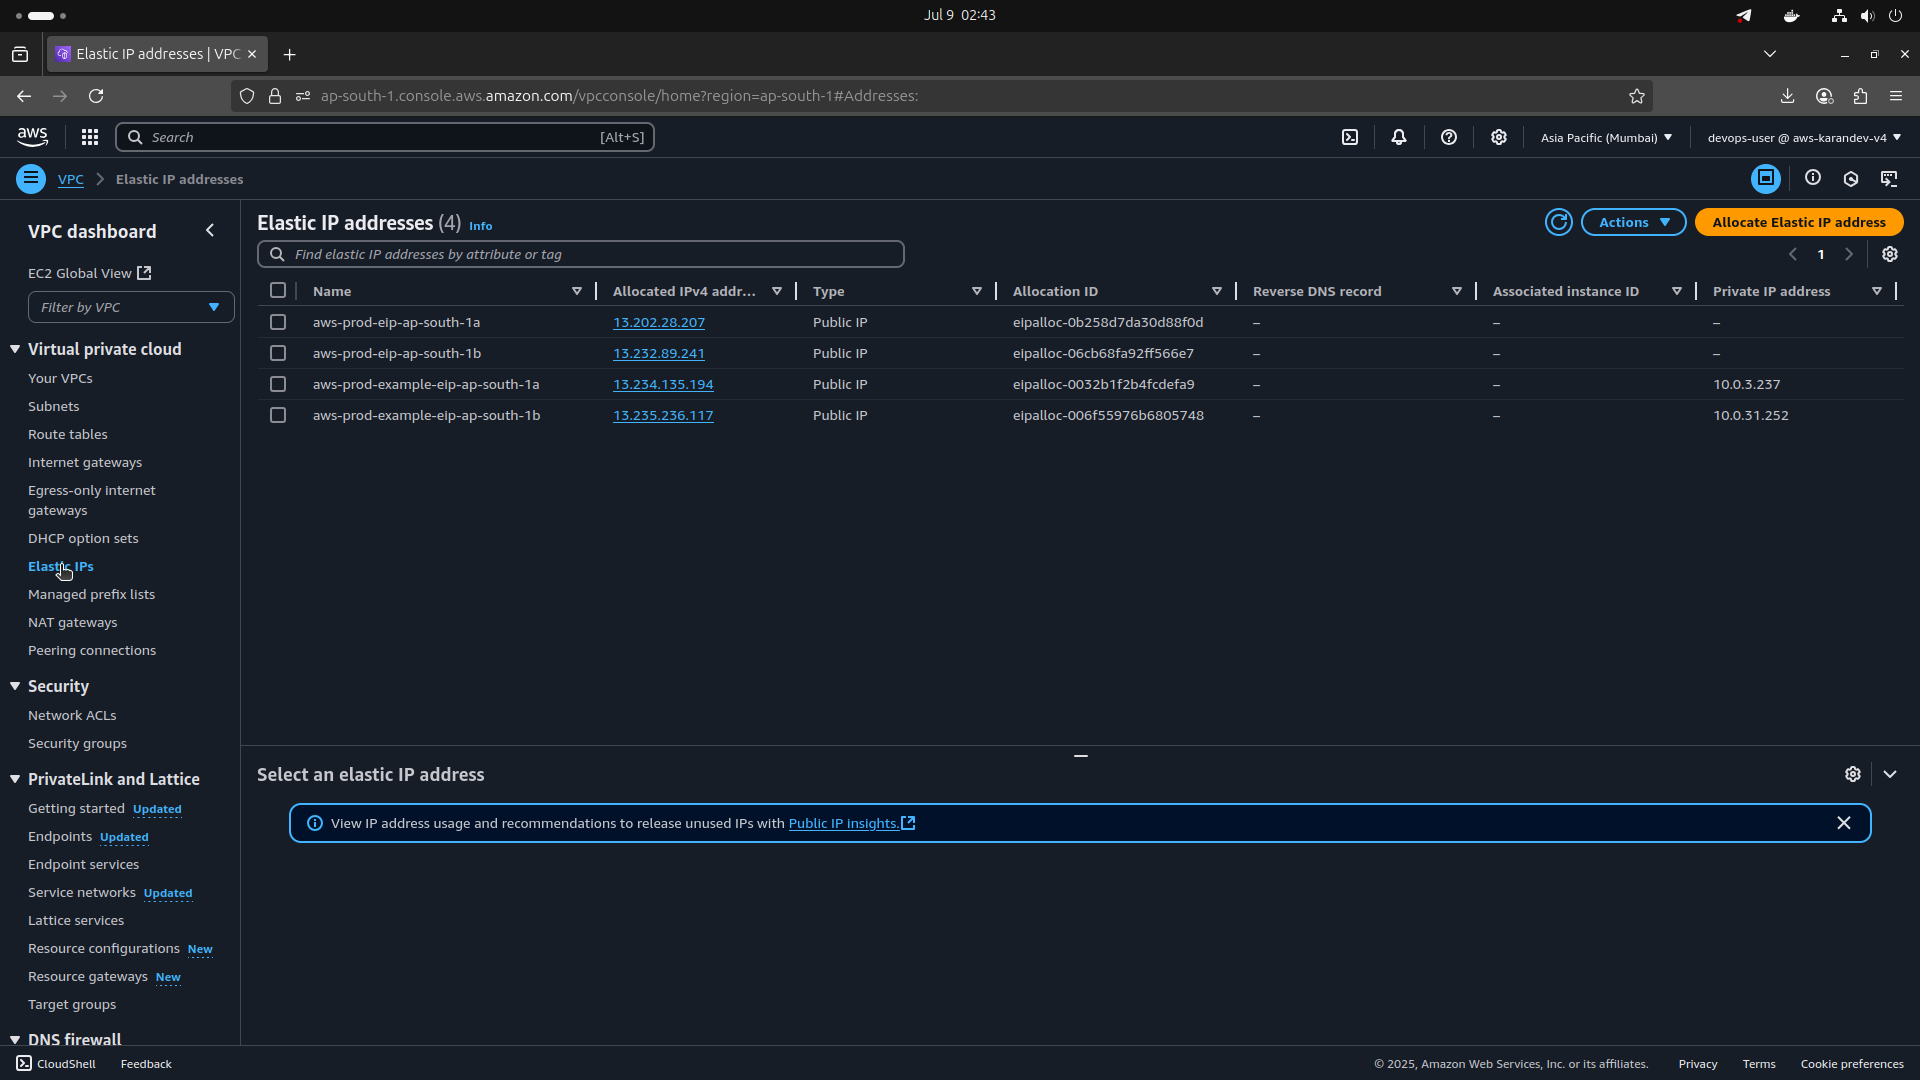 Jul 9 02:43
Elastic IP addresses | VPC
ap-south-1.console.aws.amazon.com/vpcconsole/home?region=ap-south-1#Addresses:
aws
Search [Alt+S]
Asia Pacific (Mumbai)
devops-user @ aws-karandev-v4
VPC
Elastic IP addresses
VPC dashboard
EC2 Global View
Filter by VPC
Virtual private cloud
Your VPCs
Subnets
Route tables
Internet gateways
Egress-only internet
gateways
DHCP option sets
Elastic IPs
Managed prefix lists
NAT gateways
Peering connections
Security
Network ACLs
Security groups
PrivateLink and Lattice
Getting started Updated
Endpoints Updated
Endpoint services
Service networks Updated
Lattice services
Resource configurations New
Resource gateways New
Target groups
DNS firewall
Elastic IP addresses (4) Info
Actions
Allocate Elastic IP address
Find elastic IP addresses by attribute or tag
1
Name Allocated IPv4 addr... Type Allocation ID Reverse DNS record Associated instance ID Private IP address
aws-prod-eip-ap-south-1a 13.202.28.207 Public IP eipalloc-0b258d7da30d88f0d – – –
aws-prod-eip-ap-south-1b 13.232.89.241 Public IP eipalloc-06cb68fa92ff566e7 – – –
aws-prod-example-eip-ap-south-1a 13.234.135.194 Public IP eipalloc-0032b1f2b4fcdefa9 – – 10.0.3.237
aws-prod-example-eip-ap-south-1b 13.235.236.117 Public IP eipalloc-006f55976b6805748 – – 10.0.31.252
Select an elastic IP address
View IP address usage and recommendations to release unused IPs with Public IP insights.
CloudShell
Feedback
© 2025, Amazon Web Services, Inc. or its affiliates.
Privacy
Terms
Cookie preferences